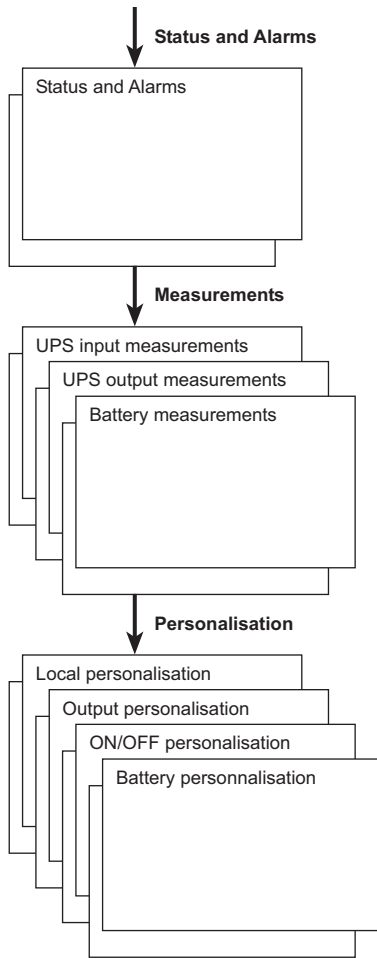 Status and Alarms
Status and Alarms
Measurements
UPS input measurements
UPS output measurements
Battery measurements
Personalisation
Local personalisation
Output personalisation
ON/OFF personalisation
Battery personnalisation